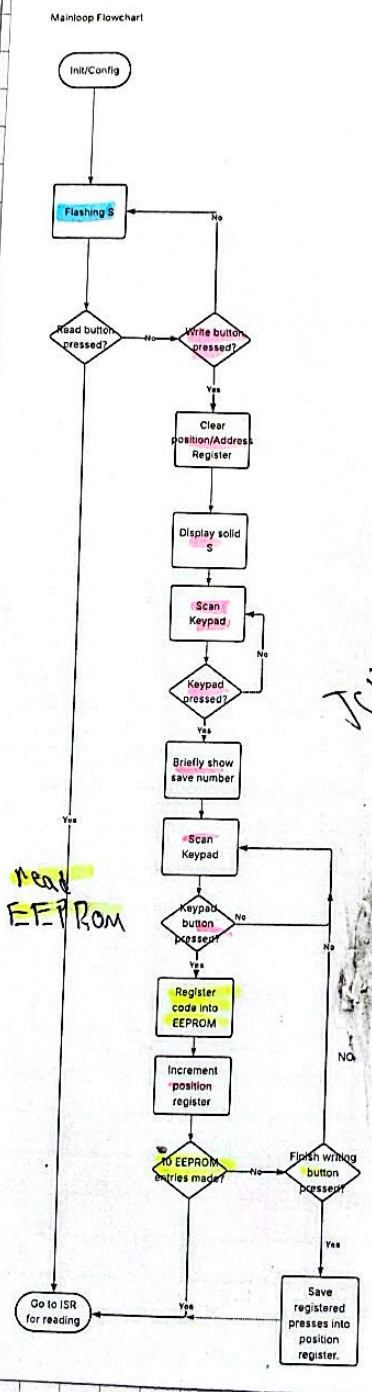 Mainloop Flowchart
Init/Config
Flashing S
No
Read button
pressed?
No
Write button
pressed?
Yes
Clear
position/Address
Register
Display solid
S
Scan
Keypad
No
Keypad
pressed?
Yes
Briefly show
save number
Yes
Scan
Keypad
read
EEPROM
Keypad
button
pressed?
No
No
Yes
Register
code into
EEPROM
NO
Increment
position
register
10 EEPROM
entries made?
No
Finish writing
button
pressed?
Yes
Yes
Go to ISR
for reading
Save
registered
presses into
position
register.